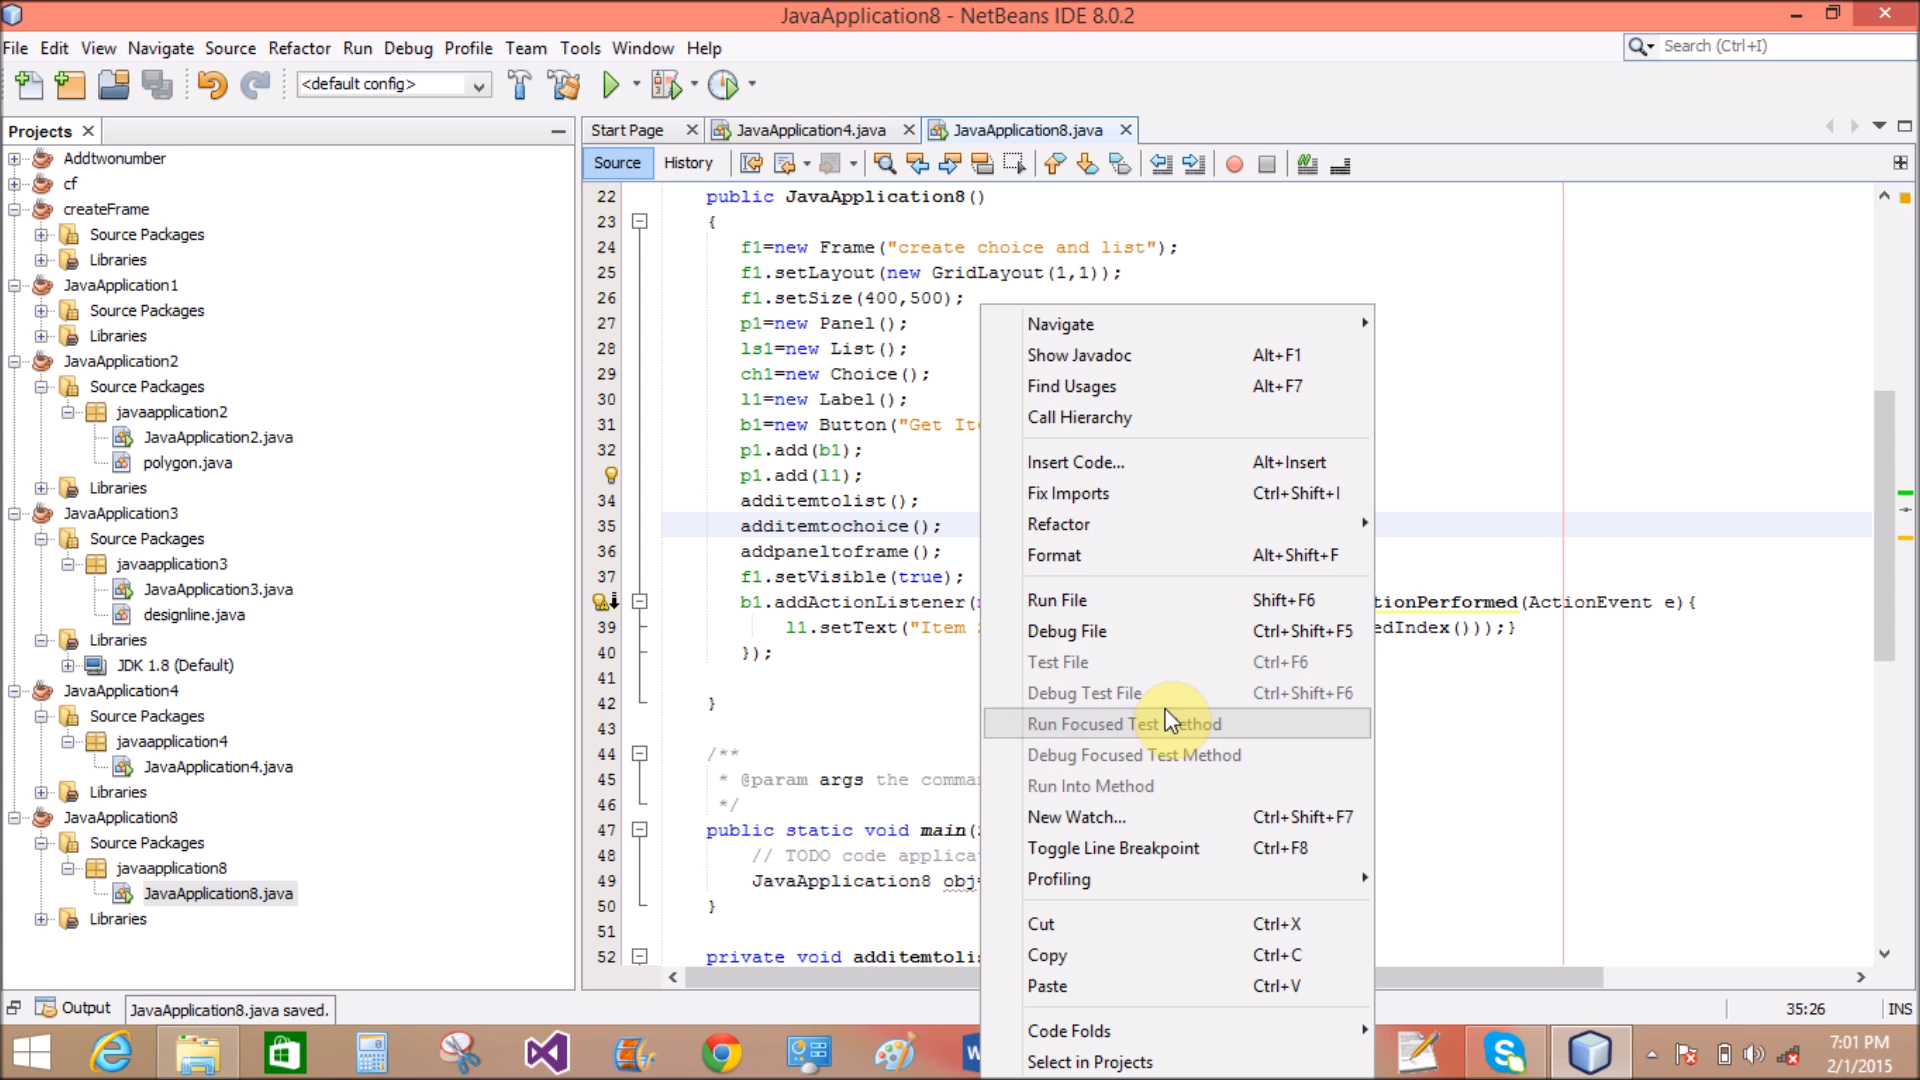 JavaApplication8 - NetBeans IDE 8.0.2
File Edit View Navigate Source Refactor Run Debug Profile Team Tools Window Help
Search (Ctrl+I)
<default config>
Projects
Addtwonumber
cf
createFrame
Source Packages
Libraries
JavaApplication1
Source Packages
Libraries
JavaApplication2
Source Packages
javaapplication2
JavaApplication2.java
polygon.java
Libraries
JavaApplication3
Source Packages
javaapplication3
JavaApplication3.java
designline.java
Libraries
JDK 1.8 (Default)
JavaApplication4
Source Packages
javaapplication4
JavaApplication4.java
Libraries
JavaApplication8
Source Packages
javaapplication8
JavaApplication8.java
Libraries
Start Page JavaApplication4.java JavaApplication8.java
Source History
22 public JavaApplication8()
23 {
24 f1=new Frame("create choice and list");
25 f1.setLayout(new GridLayout(1,1));
26 f1.setSize(400,500);
27 p1=new Panel();
28 ls1=new List();
29 ch1=new Choice();
30 l1=new Label();
31 b1=new Button("Get It
32 p1.add(b1);
p1.add(l1);
34 additemtolist();
35 additemtochoice();
36 addpaneltoframe();
37 f1.setVisible(true);
b1.addActionListener( tionPerformed(ActionEvent e){
39 l1.setText("Item edIndex()));}
40 });
41
42 }
43
44 /**
45 * @param args the comma
46 */
47 public static void main(
48 // TODO code applica
49 JavaApplication8 obj
50 }
51
52 private void additemtolis
Navigate
Show Javadoc Alt+F1
Find Usages Alt+F7
Call Hierarchy
Insert Code... Alt+Insert
Fix Imports Ctrl+Shift+I
Refactor
Format Alt+Shift+F
Run File Shift+F6
Debug File Ctrl+Shift+F5
Test File Ctrl+F6
Debug Test File Ctrl+Shift+F6
Run Focused Test Method
Debug Focused Test Method
Run Into Method
New Watch... Ctrl+Shift+F7
Toggle Line Breakpoint Ctrl+F8
Profiling
Cut Ctrl+X
Copy Ctrl+C
Paste Ctrl+V
Code Folds
Select in Projects
Output JavaApplication8.java saved. 35:26 INS
7:01 PM
2/1/2015